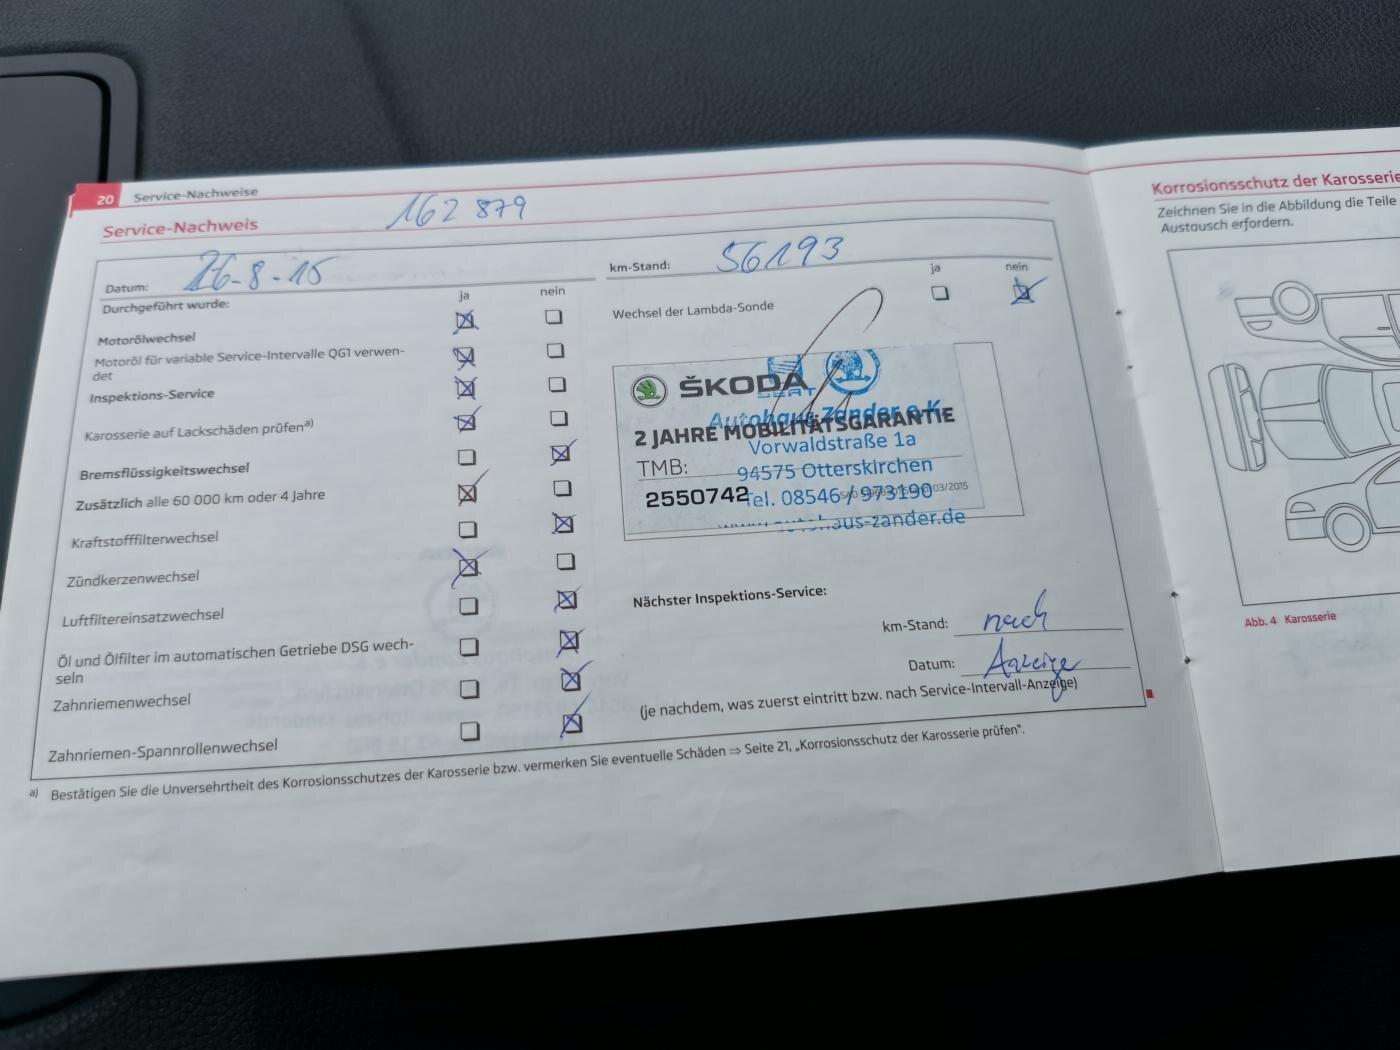 20 Service-Nachweise
Service-Nachweis
162 879
Datum: 26-8-15
km-Stand: 56193
Durchgeführt wurde:
ja nein
ja nein
Motorölwechsel
Wechsel der Lambda-Sonde
Motoröl für variable Service-Intervalle QG1 verwen-
det
Inspektions-Service
Karosserie auf Lackschäden prüfena)
Bremsflüssigkeitswechsel
Zusätzlich alle 60 000 km oder 4 Jahre
Kraftstofffilterwechsel
Zündkerzenwechsel
Luftfiltereinsatzwechsel
Öl und Ölfilter im automatischen Getriebe DSG wech-
seln
Zahnriemenwechsel
Zahnriemen-Spannrollenwechsel
ŠKODA
SEAT
Autohaus Zander e.K.
2 JAHRE MOBILITÄTSGARANTIE
Vorwaldstraße 1a
TMB:
94575 Otterskirchen
2550742
Tel. 08546 / 973190
03/2015
www.autohaus-zander.de
Nächster Inspektions-Service:
km-Stand: nach
Datum: Anzeige
(je nachdem, was zuerst eintritt bzw. nach Service-Intervall-Anzeige)
a) Bestätigen Sie die Unversehrtheit des Korrosionsschutzes der Karosserie bzw. vermerken Sie eventuelle Schäden ⇒ Seite 21, „Korrosionsschutz der Karosserie prüfen“.
Korrosionsschutz der Karosserie
Zeichnen Sie in die Abbildung die Teile
Austausch erfordern.
Abb. 4 Karosserie